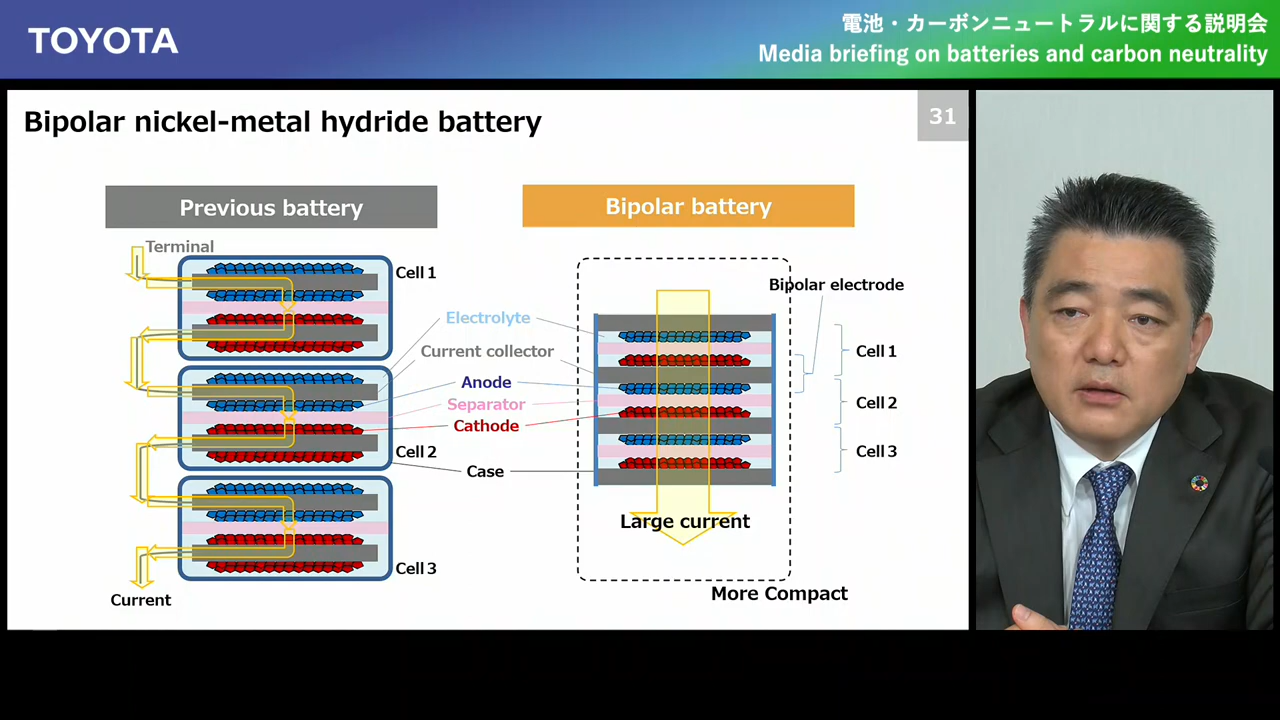 TOYOTA
電池・カーボンニュートラルに関する説明会
Media briefing on batteries and carbon neutrality
Bipolar nickel-metal hydride battery
31
Previous battery
Bipolar battery
Terminal
Cell 1
Cell 2
Cell 3
Current
Electrolyte
Current collector
Anode
Separator
Cathode
Case
Bipolar electrode
Cell 1
Cell 2
Cell 3
Large current
More Compact